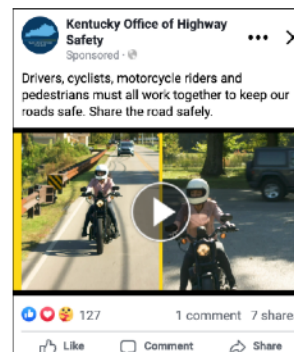 Kentucky Office of Highway
Safety
Sponsored ·
Drivers, cyclists, motorcycle riders and
pedestrians must all work together to keep our
roads safe. Share the road safely.
127 1 comment 7 share
Like Comment Share